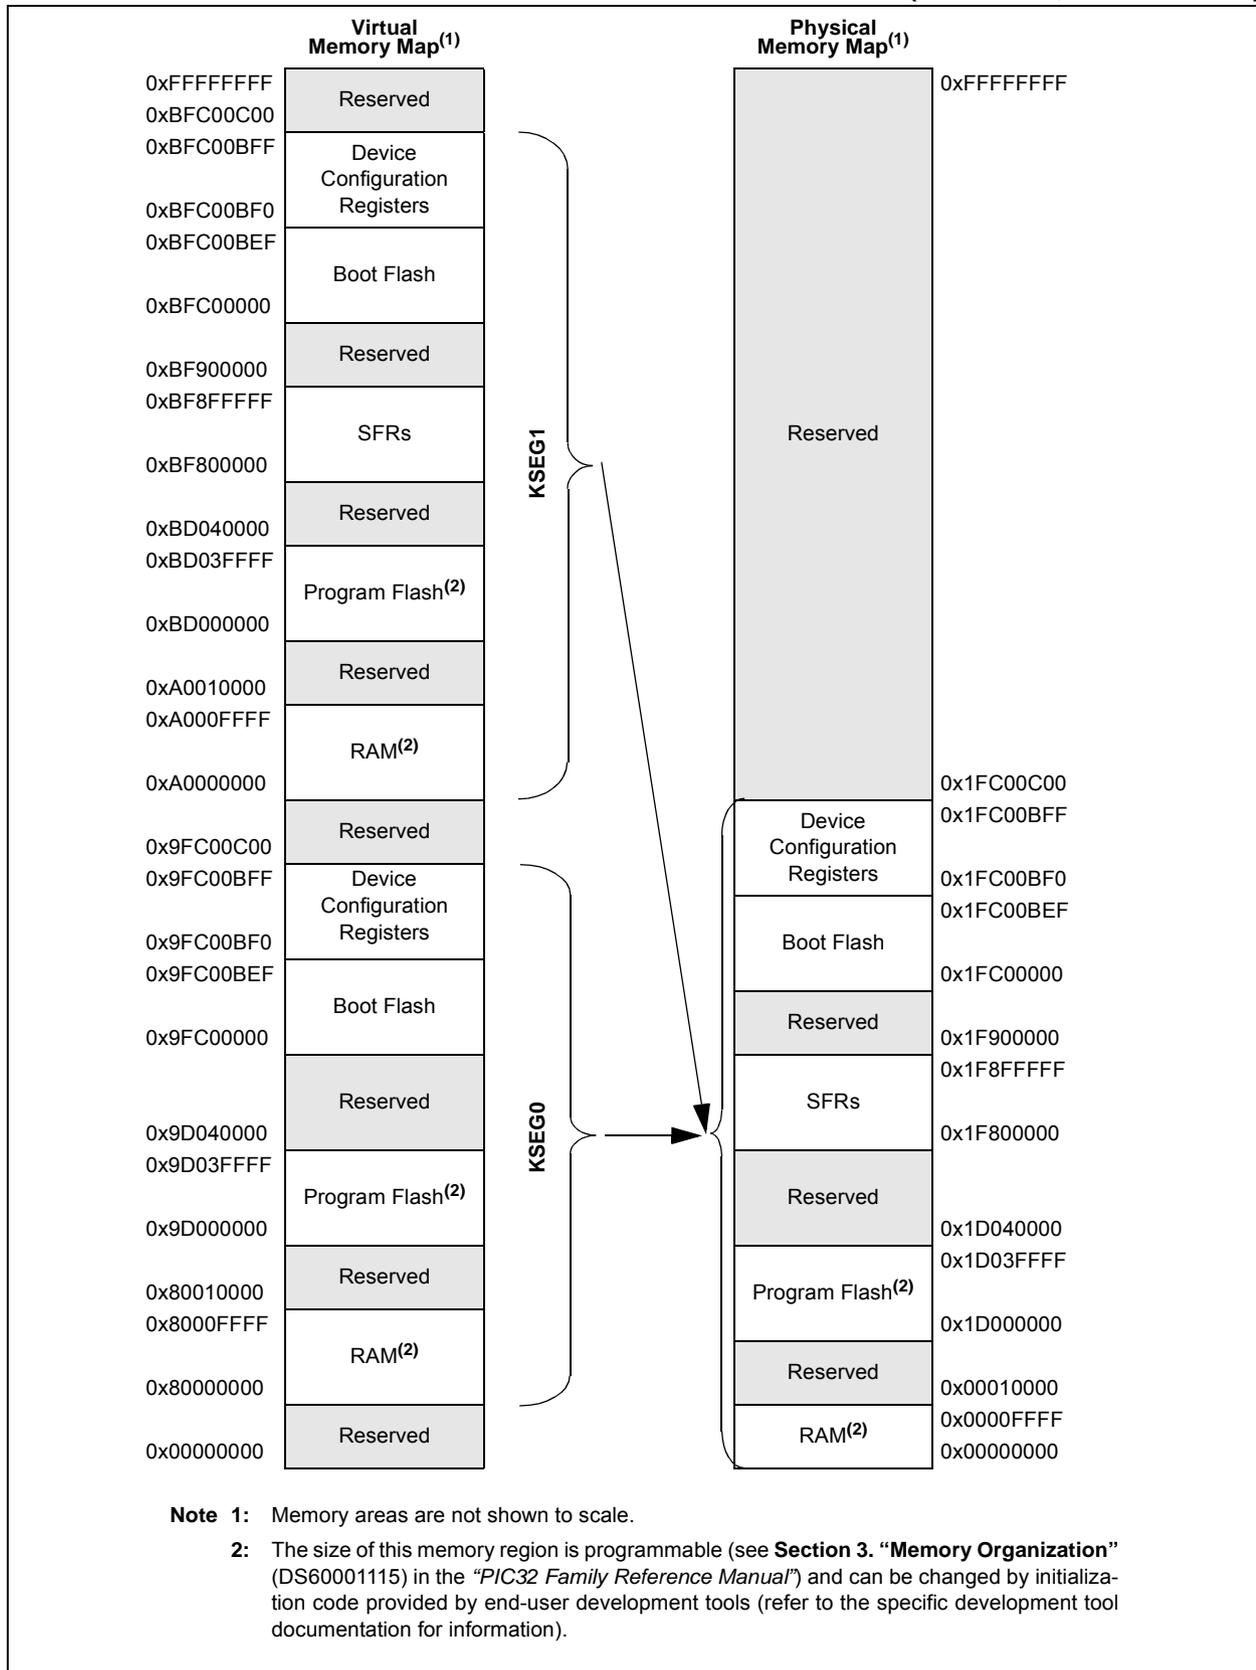 Virtual
Memory Map(1)
Physical
Memory Map(1)
0xFFFFFFFF
Reserved
0xBFC00C00
0xBFC00BFF
Device
Configuration
Registers
0xBFC00BF0
0xBFC00BEF
Boot Flash
0xBFC00000
Reserved
0xBF900000
0xBF8FFFFF
SFRs
0xBF800000
Reserved
0xBD040000
0xBD03FFFF
Program Flash(2)
0xBD000000
Reserved
0xA0010000
0xA000FFFF
RAM(2)
0xA0000000
Reserved
0x9FC00C00
0x9FC00BFF
Device
Configuration
Registers
0x9FC00BF0
0x9FC00BEF
Boot Flash
0x9FC00000
Reserved
0x9D040000
0x9D03FFFF
Program Flash(2)
0x9D000000
Reserved
0x80010000
0x8000FFFF
RAM(2)
0x80000000
Reserved
0x00000000
KSEG1
KSEG0
0xFFFFFFFF
Reserved
0x1FC00C00
0x1FC00BFF
Device
Configuration
Registers
0x1FC00BF0
0x1FC00BEF
Boot Flash
0x1FC00000
Reserved
0x1F900000
0x1F8FFFFF
SFRs
0x1F800000
Reserved
0x1D040000
0x1D03FFFF
Program Flash(2)
0x1D000000
Reserved
0x00010000
0x0000FFFF
RAM(2)
0x00000000
Note 1: Memory areas are not shown to scale.
2: The size of this memory region is programmable (see Section 3. “Memory Organization”
(DS60001115) in the “PIC32 Family Reference Manual”) and can be changed by initializa-
tion code provided by end-user development tools (refer to the specific development tool
documentation for information).